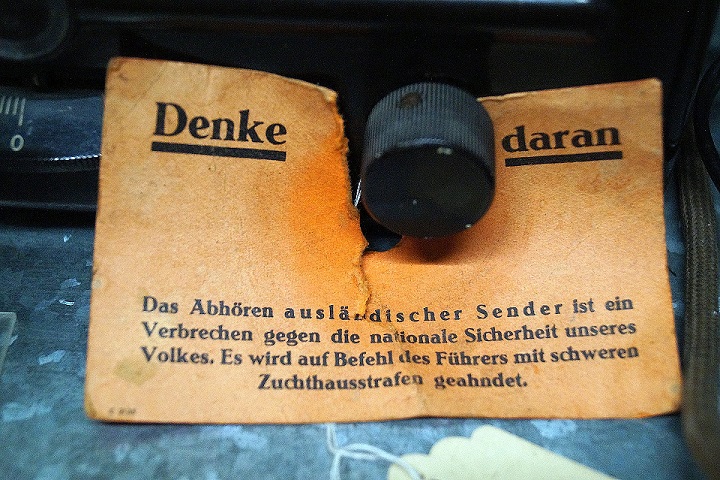 Denke daran
Das Abhören ausländischer Sender ist ein
Verbrechen gegen die nationale Sicherheit unseres
Volkes. Es wird auf Befehl des Führers mit schweren
Zuchthausstrafen geahndet.
0